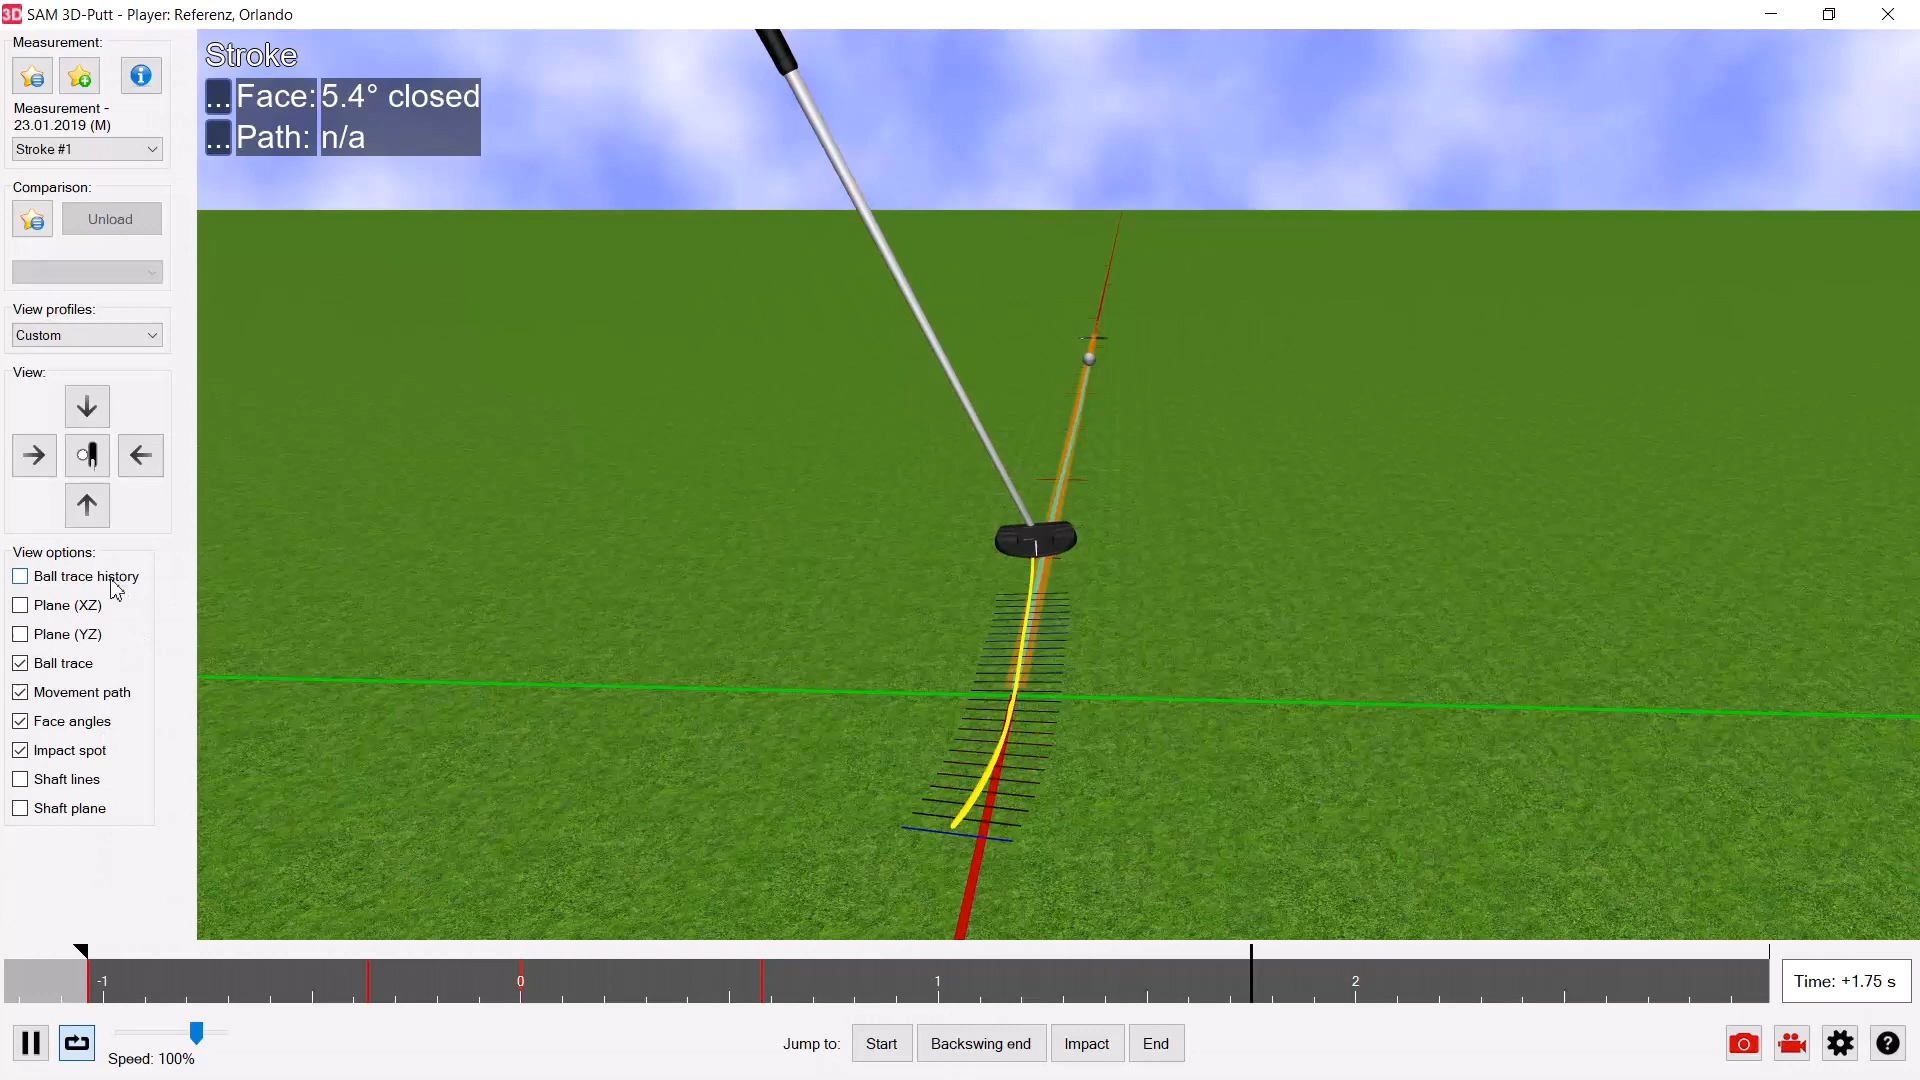 3D SAM 3D-Putt - Player: Referenz, Orlando
Measurement:
Measurement -
23.01.2019 (M)
Stroke #1
Comparison:
Unload
View profiles:
Custom
View:
View options:
Ball trace history
Plane (XZ)
Plane (YZ)
Ball trace
Movement path
Face angles
Impact spot
Shaft lines
Shaft plane
Stroke
... Face: 5.4° closed
... Path: n/a
-1 0 1 2
Time: +1.75 s
Speed: 100%
Jump to: Start Backswing end Impact End